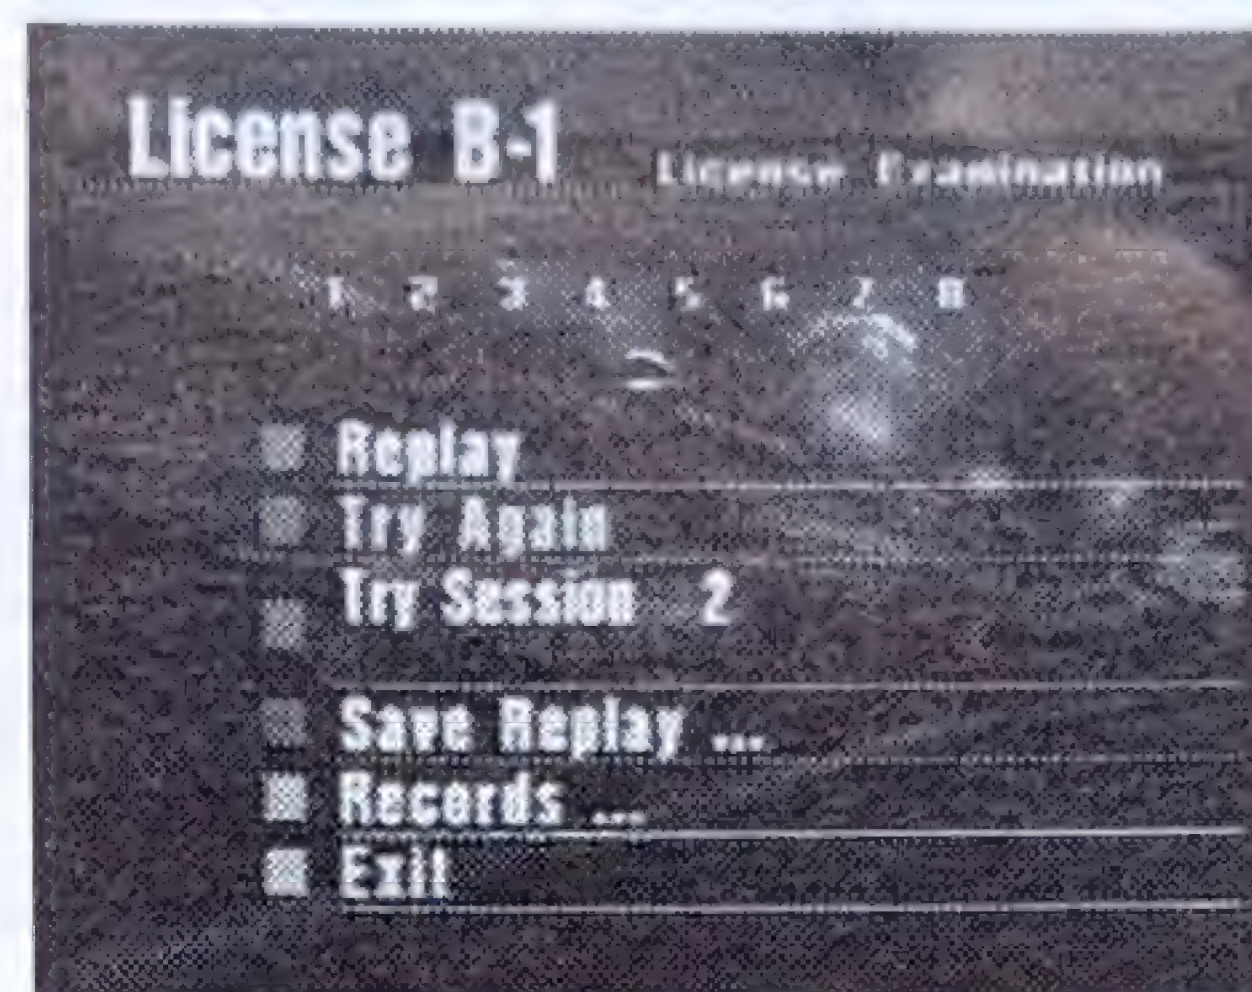 License B-1 License Examination
1 2 3 4 5 6 7 8
Replay
Try Again
Try Session 2
Save Replay ...
Records ...
Exit